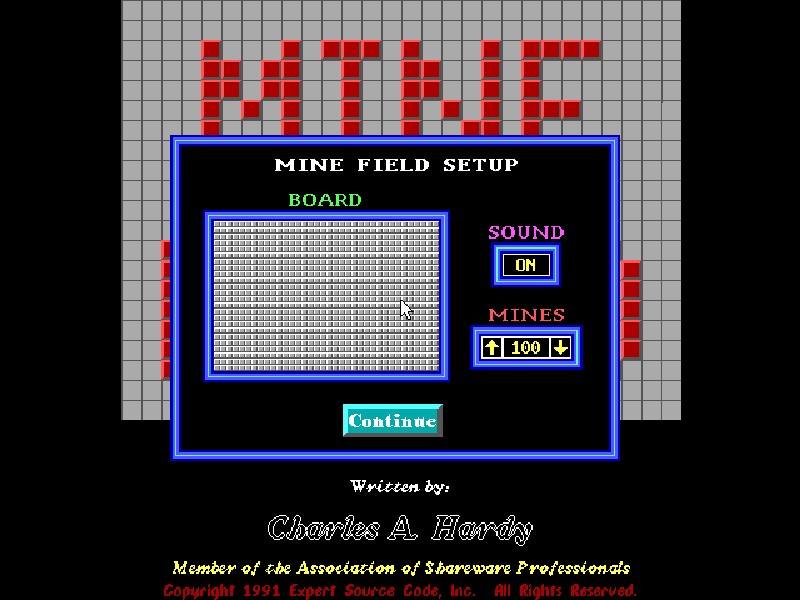 MINE
MINE FIELD SETUP
BOARD
SOUND
ON
MINES
100
Continue
Written by:
Charles A. Hardy
Member of the Association of Shareware Professionals
Copyright 1991 Expert Source Code, Inc. All Rights Reserved.